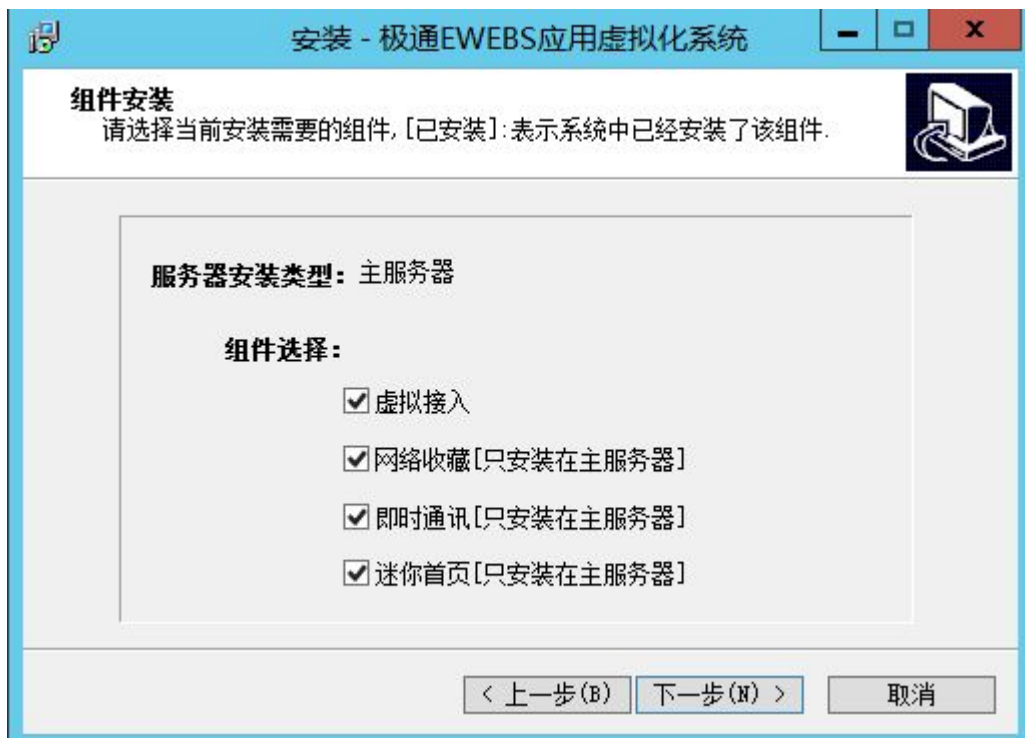 安装 - 极通EWEBS应用虚拟化系统
组件安装
请选择当前安装需要的组件,[已安装]:表示系统中已经安装了该组件.
服务器安装类型: 主服务器
组件选择:
虚拟接入
网络收藏[只安装在主服务器]
即时通讯[只安装在主服务器]
迷你首页[只安装在主服务器]
< 上一步(B) 下一步(N) > 取消